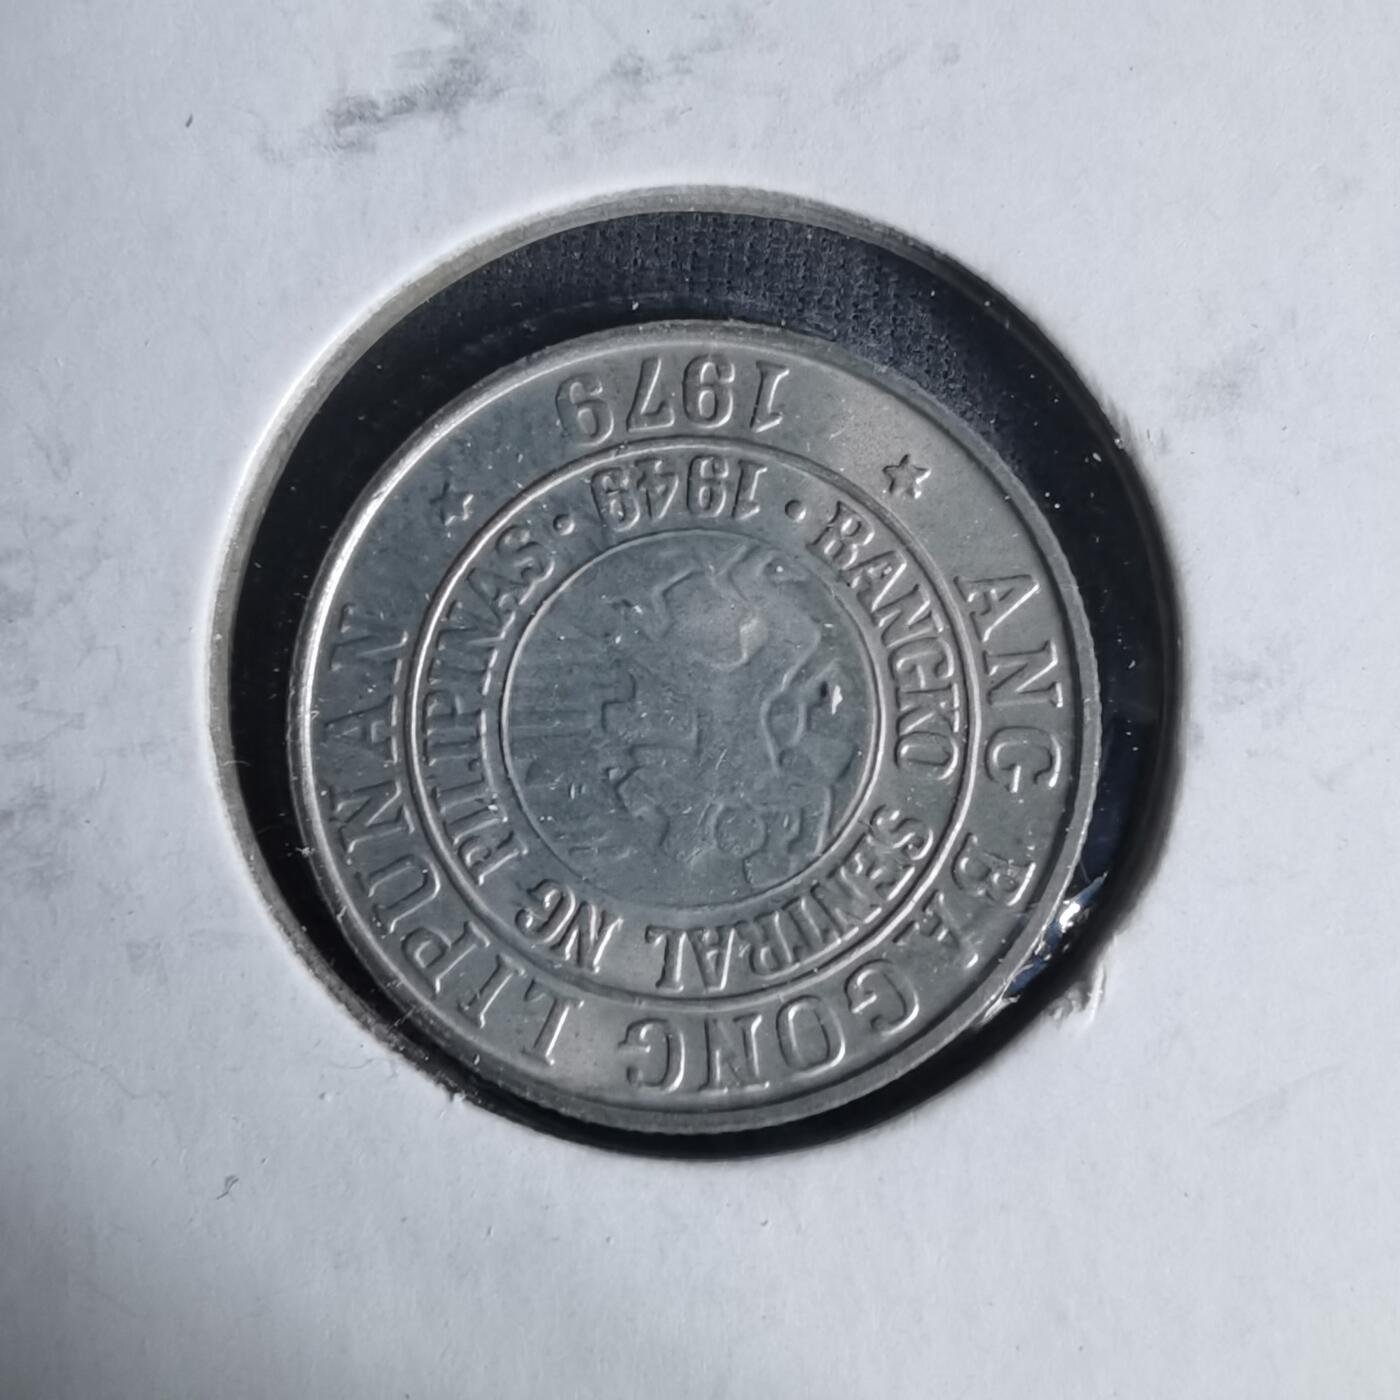 ANG BAGONG LIPUNAN
1979
BANGKO SENTRAL NG PILIPINAS
1949